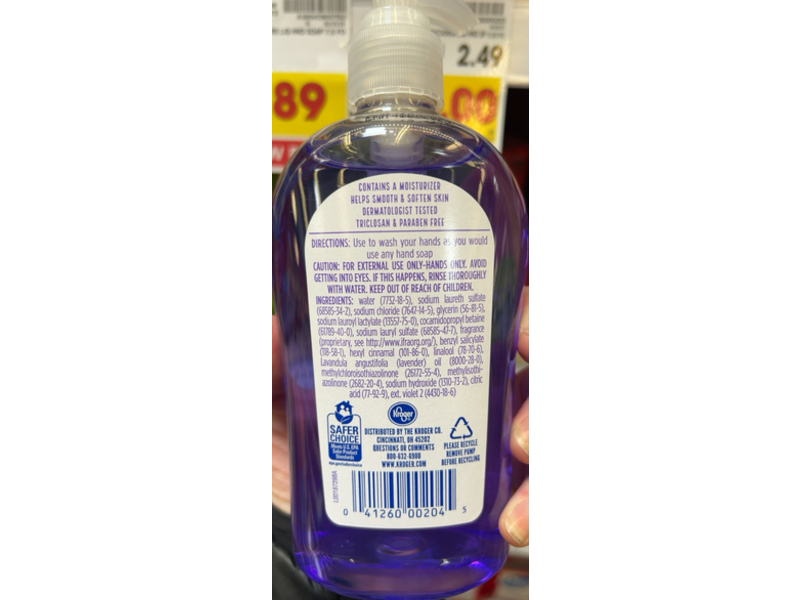 2.49
89
.00
CONTAINS A MOISTURIZER
HELPS SMOOTH & SOFTEN SKIN
DERMATOLOGIST TESTED
TRICLOSAN & PARABEN FREE
DIRECTIONS: Use to wash your hands as you would
use any hand soap
CAUTION: FOR EXTERNAL USE ONLY-HANDS ONLY. AVOID
GETTING INTO EYES. IF THIS HAPPENS, RINSE THOROUGHLY
WITH WATER. KEEP OUT OF REACH OF CHILDREN.
INGREDIENTS: water (7732-18-5), sodium laureth sulfate
(68585-34-2), sodium chloride (7647-14-5), glycerin (56-81-5),
sodium lauroyl lactylate (13557-75-0), cocamidopropyl betaine
(61789-40-0), sodium lauryl sulfate (68585-47-7), fragrance
(proprietary, see http://www.ifraorg.org/), benzyl salicylate
(118-58-1), hexyl cinnamal (101-86-0), linalool (78-70-6),
Lavandula angustifolia (lavender) oil (8000-28-0),
methylchloroisothiazolinone (26172-55-4), methylisothi-
azolinone (2682-20-4), sodium hydroxide (1310-73-2), citric
acid (77-92-9), ext. violet 2 (4430-18-6)
SAFER
CHOICE
Meets U.S. EPA
Safer Product
Standards
epa.gov/saferchoice
Kroger
DISTRIBUTED BY THE KROGER CO.
CINCINNATI, OH 45202
QUESTIONS OR COMMENTS
800-632-6900
WWW.KROGER.COM
PLEASE RECYCLE
REMOVE PUMP
BEFORE RECYCLING
0 41260 00204 5